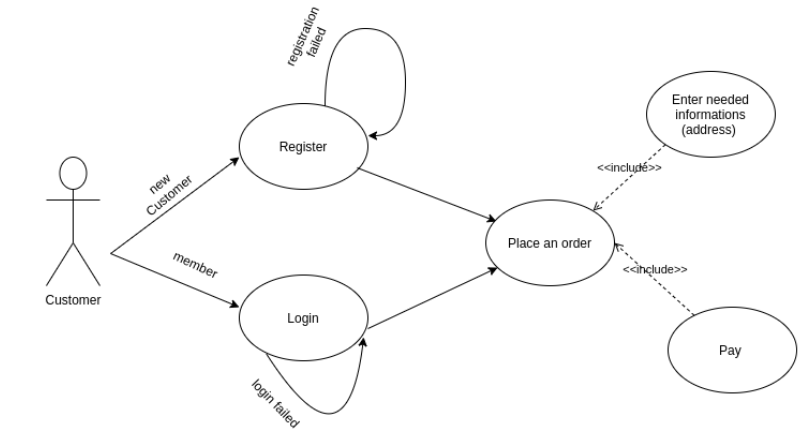 registration
failed
Enter needed
informations
(address)
Register
<<include>>
new
Customer
Place an order
member
<<include>>
Customer
Login
Pay
login failed